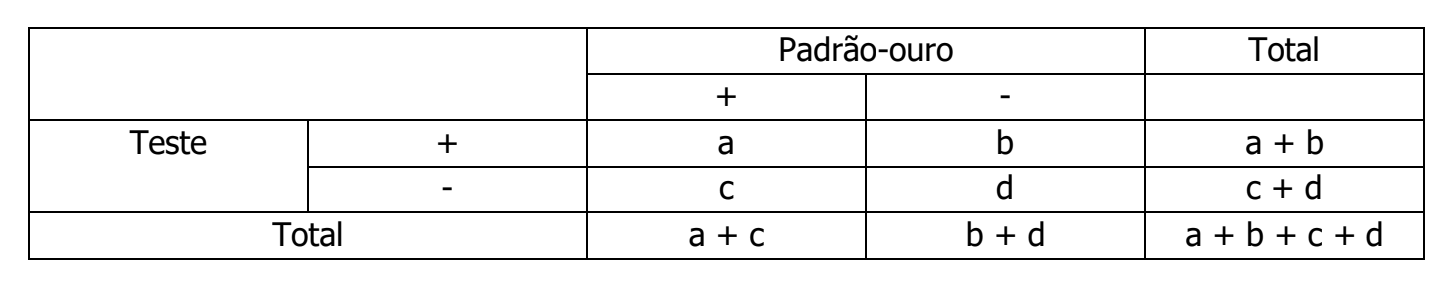 Padrão-ouro Total
+ -
Teste + a b a + b
- c d c + d
Total a + c b + d a + b + c + d